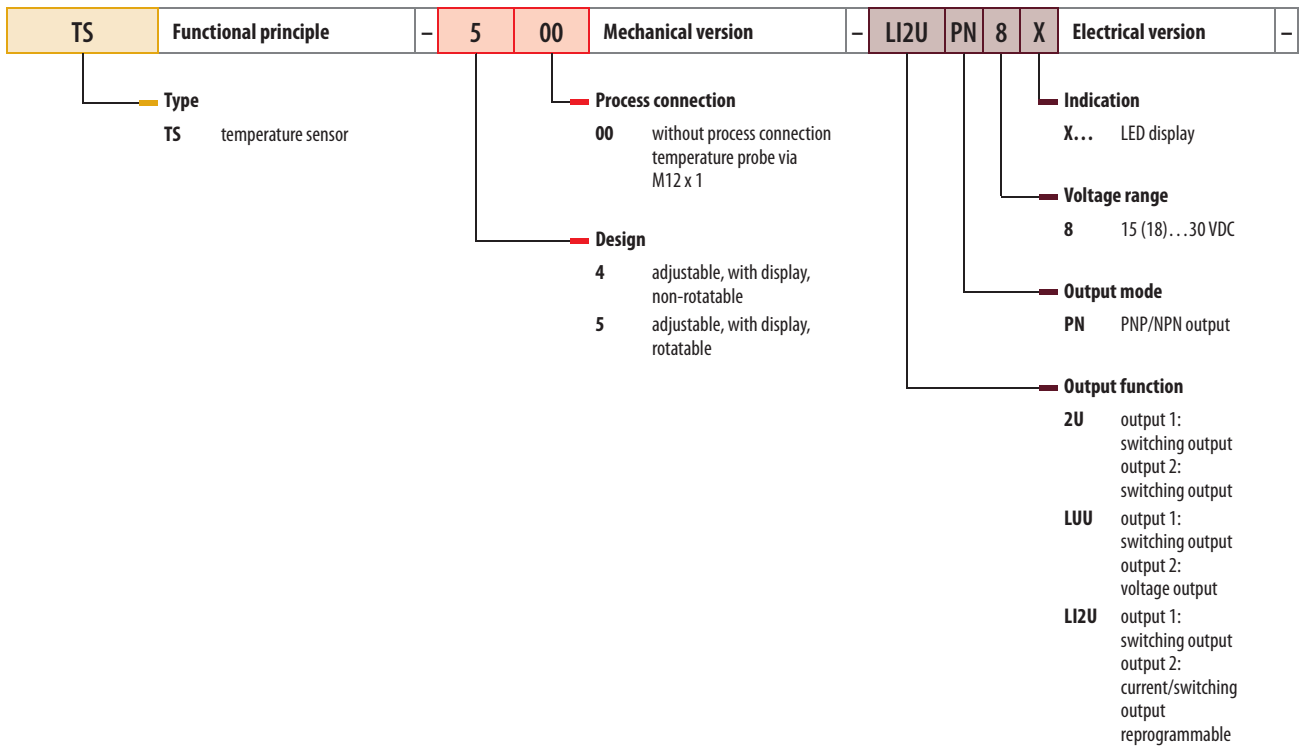 TS Functional principle – 5 00 Mechanical version – LI2U PN 8 X Electrical version –
Type
TS temperature sensor
Process connection
00 without process connection
temperature probe via
M12 x 1
Design
4 adjustable, with display,
non-rotatable
5 adjustable, with display,
rotatable
Indication
X… LED display
Voltage range
8 15 (18)…30 VDC
Output mode
PN PNP/NPN output
Output function
2U output 1:
switching output
output 2:
switching output
LUU output 1:
switching output
output 2:
voltage output
LI2U output 1:
switching output
output 2:
current/switching
output
reprogrammable